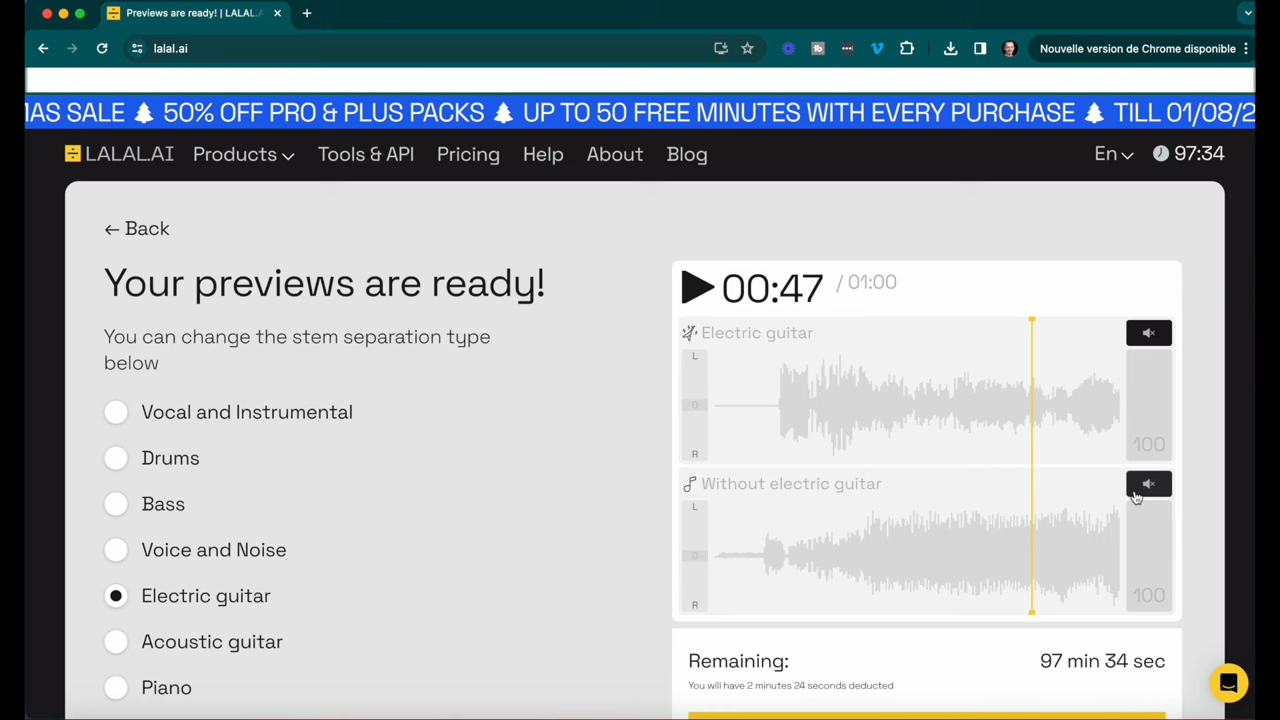 Previews are ready! | LALAL.A
lalal.ai
Nouvelle version de Chrome disponible
MAS SALE 🌲 50% OFF PRO & PLUS PACKS 🌲 UP TO 50 FREE MINUTES WITH EVERY PURCHASE 🌲 TILL 01/08/2
LALAL.AI Products Tools & API Pricing Help About Blog En 97:34
← Back
Your previews are ready!
You can change the stem separation type
below
Vocal and Instrumental
Drums
Bass
Voice and Noise
Electric guitar
Acoustic guitar
Piano
00:47 / 01:00
Electric guitar
L
0
R
100
Without electric guitar
L
0
R
100
Remaining: 97 min 34 sec
You will have 2 minutes 24 seconds deducted